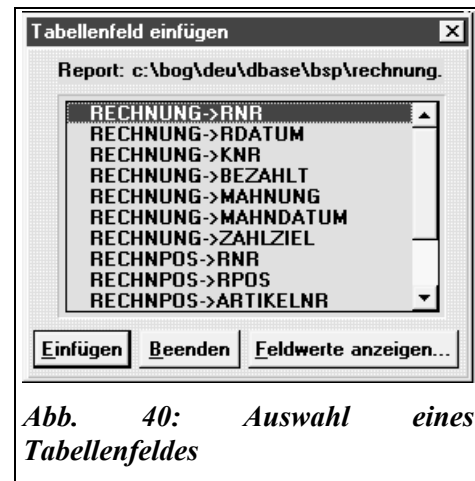 Tabellenfeld einfügen
Report: c:\bog\deu\dbase\bsp\rechnung.
RECHNUNG->RNR
RECHNUNG->RDATUM
RECHNUNG->KNR
RECHNUNG->BEZAHLT
RECHNUNG->MAHNUNG
RECHNUNG->MAHNDATUM
RECHNUNG->ZAHLZIEL
RECHNPOS->RNR
RECHNPOS->RPOS
RECHNPOS->ARTIKELNR
Einfügen Beenden Feldwerte anzeigen...
Abb. 40: Auswahl eines
Tabellenfeldes